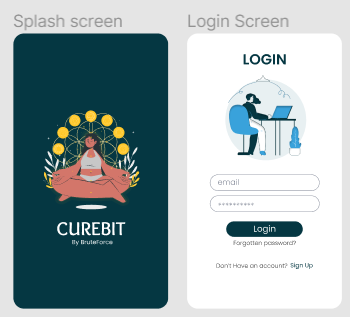 Splash screen
CUREBIT
By BruteForce
Login Screen
LOGIN
email
**********
Login
Forgotten password?
Don't Have an account? Sign Up